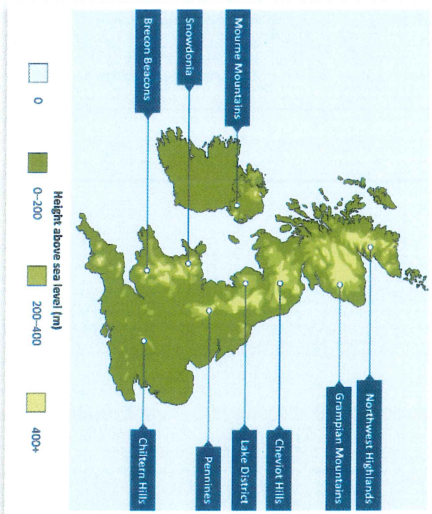 Northwest Highlands
Grampian Mountains
Cheviot Hills
Lake District
Pennines
Chiltern Hills
Mourne Mountains
Snowdonia
Brecon Beacons
Height above sea level (m)
0
0–200
200–400
400+